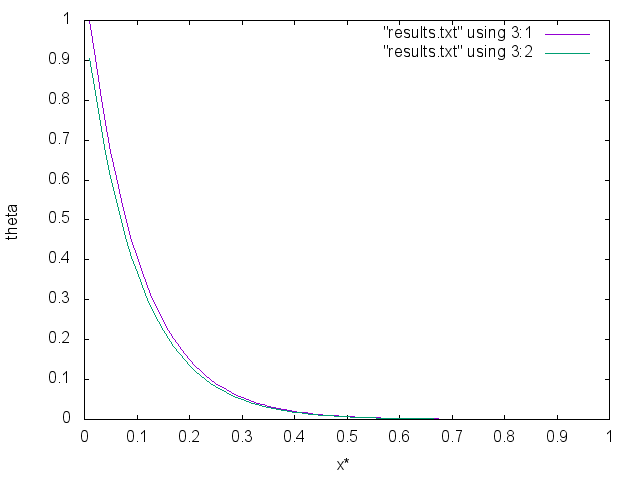 "results.txt" using 3:1
"results.txt" using 3:2
1
0.9
0.8
0.7
0.6
0.5
0.4
0.3
0.2
0.1
0
theta
0 0.1 0.2 0.3 0.4 0.5 0.6 0.7 0.8 0.9 1
x*